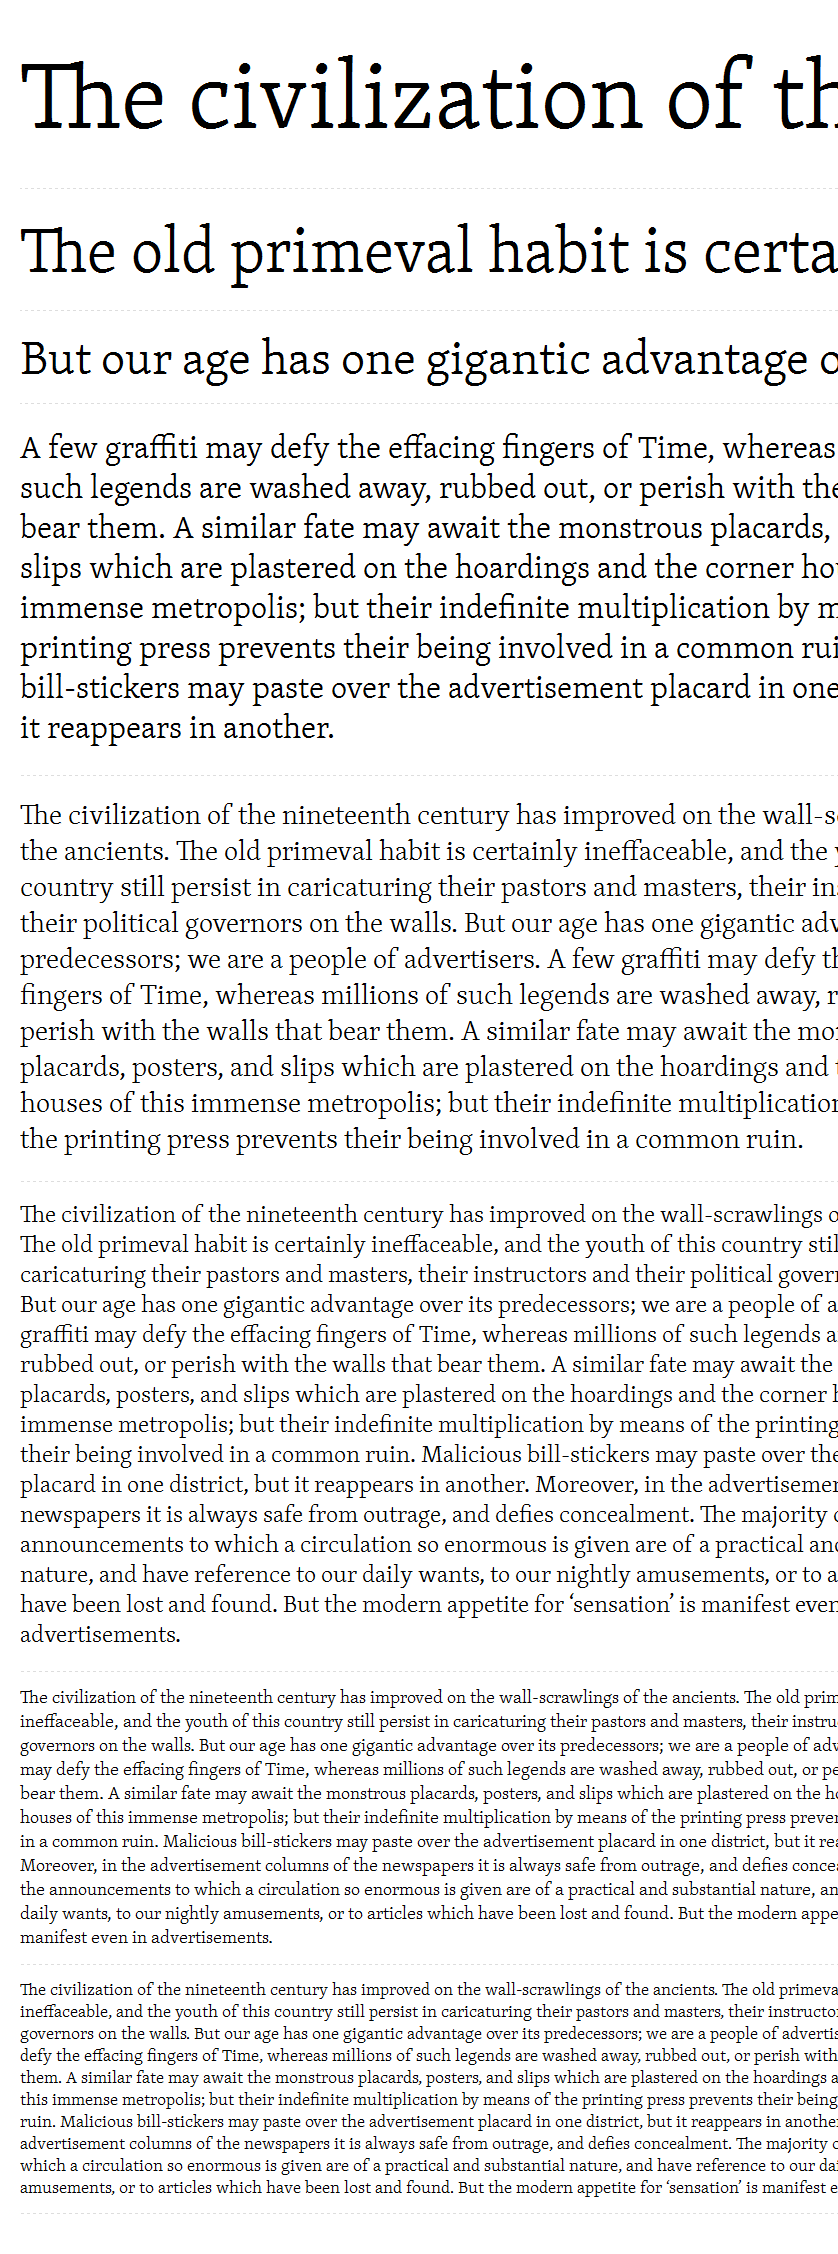 The civilization of th
The old primeval habit is certa
But our age has one gigantic advantage o
A few graffiti may defy the effacing fingers of Time, whereas
such legends are washed away, rubbed out, or perish with the
bear them. A similar fate may await the monstrous placards,
slips which are plastered on the hoardings and the corner ho
immense metropolis; but their indefinite multiplication by m
printing press prevents their being involved in a common rui
bill-stickers may paste over the advertisement placard in one
it reappears in another.
The civilization of the nineteenth century has improved on the wall-s
the ancients. The old primeval habit is certainly ineffaceable, and the y
country still persist in caricaturing their pastors and masters, their in
their political governors on the walls. But our age has one gigantic adv
predecessors; we are a people of advertisers. A few graffiti may defy th
fingers of Time, whereas millions of such legends are washed away, r
perish with the walls that bear them. A similar fate may await the mo
placards, posters, and slips which are plastered on the hoardings and t
houses of this immense metropolis; but their indefinite multiplication
the printing press prevents their being involved in a common ruin.
The civilization of the nineteenth century has improved on the wall-scrawlings o
The old primeval habit is certainly ineffaceable, and the youth of this country stil
caricaturing their pastors and masters, their instructors and their political govern
But our age has one gigantic advantage over its predecessors; we are a people of a
graffiti may defy the effacing fingers of Time, whereas millions of such legends a
rubbed out, or perish with the walls that bear them. A similar fate may await the
placards, posters, and slips which are plastered on the hoardings and the corner h
immense metropolis; but their indefinite multiplication by means of the printing
their being involved in a common ruin. Malicious bill-stickers may paste over the
placard in one district, but it reappears in another. Moreover, in the advertisemen
newspapers it is always safe from outrage, and defies concealment. The majority o
announcements to which a circulation so enormous is given are of a practical and
nature, and have reference to our daily wants, to our nightly amusements, or to a
have been lost and found. But the modern appetite for ‘sensation’ is manifest even
advertisements.
The civilization of the nineteenth century has improved on the wall-scrawlings of the ancients. The old prim
ineffaceable, and the youth of this country still persist in caricaturing their pastors and masters, their instru
governors on the walls. But our age has one gigantic advantage over its predecessors; we are a people of adv
may defy the effacing fingers of Time, whereas millions of such legends are washed away, rubbed out, or pe
bear them. A similar fate may await the monstrous placards, posters, and slips which are plastered on the ho
houses of this immense metropolis; but their indefinite multiplication by means of the printing press preven
in a common ruin. Malicious bill-stickers may paste over the advertisement placard in one district, but it rea
Moreover, in the advertisement columns of the newspapers it is always safe from outrage, and defies concea
the announcements to which a circulation so enormous is given are of a practical and substantial nature, an
daily wants, to our nightly amusements, or to articles which have been lost and found. But the modern appe
manifest even in advertisements.
The civilization of the nineteenth century has improved on the wall-scrawlings of the ancients. The old primeva
ineffaceable, and the youth of this country still persist in caricaturing their pastors and masters, their instructo
governors on the walls. But our age has one gigantic advantage over its predecessors; we are a people of advertis
defy the effacing fingers of Time, whereas millions of such legends are washed away, rubbed out, or perish with
them. A similar fate may await the monstrous placards, posters, and slips which are plastered on the hoardings a
this immense metropolis; but their indefinite multiplication by means of the printing press prevents their being
ruin. Malicious bill-stickers may paste over the advertisement placard in one district, but it reappears in anothe
advertisement columns of the newspapers it is always safe from outrage, and defies concealment. The majority o
which a circulation so enormous is given are of a practical and substantial nature, and have reference to our dai
amusements, or to articles which have been lost and found. But the modern appetite for ‘sensation’ is manifest e